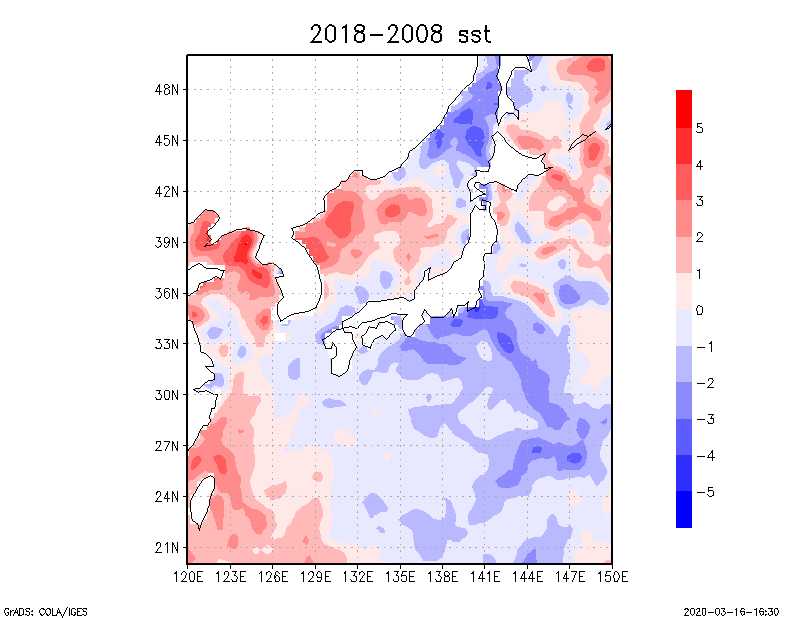 2018-2008 sst
48N
45N
42N
39N
36N
33N
30N
27N
24N
21N
120E 123E 126E 129E 132E 135E 138E 141E 144E 147E 150E
5
4
3
2
1
0
-1
-2
-3
-4
-5
GrADS: COLA/IGES
2020-03-16-16:30